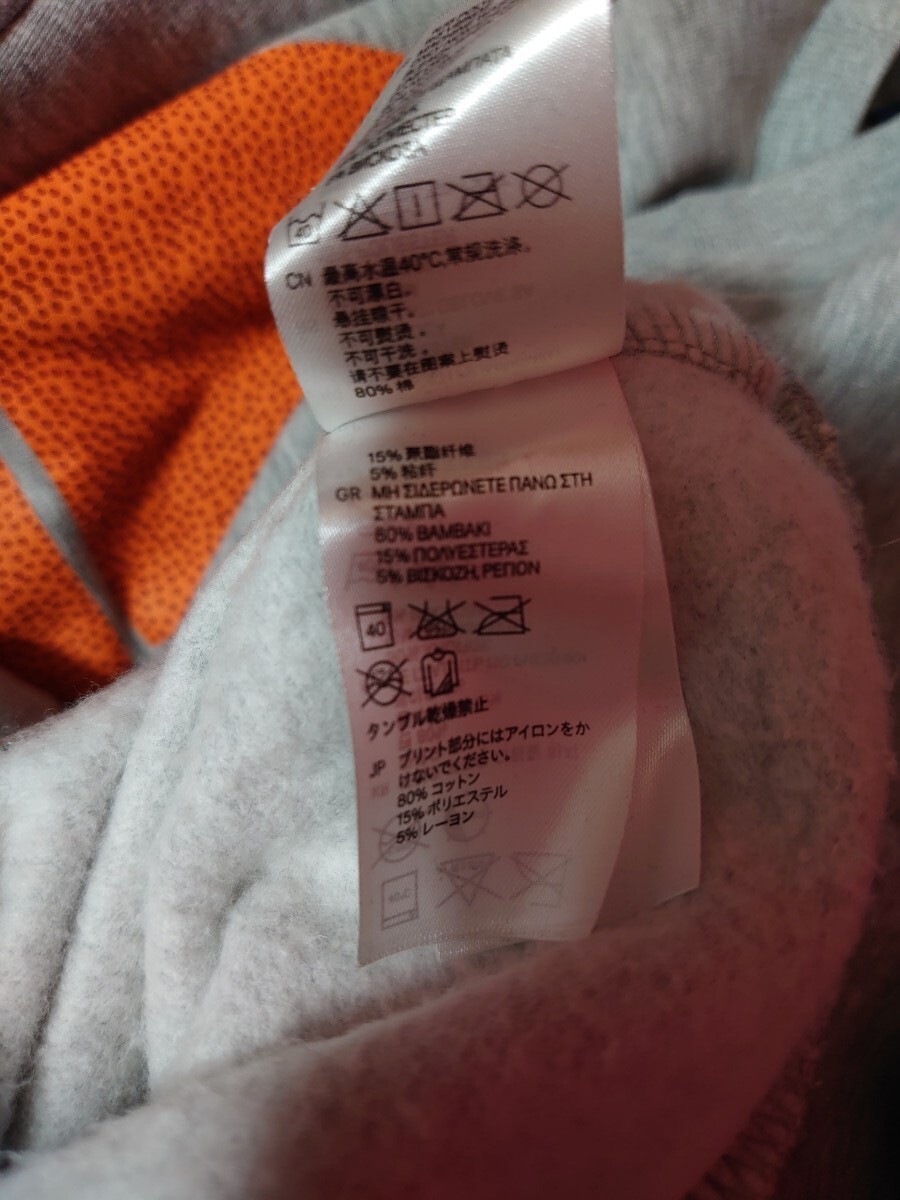 CN 最高水温40°C,常规洗涤。
不可漂白。
悬挂晾干。
不可熨烫。
不可干洗。
请不要在图案上熨烫
80% 棉
15% 聚酯纤维
5% 粘纤
GR ΜΗ ΣΙΔΕΡΩΝΕΤΕ ΠΑΝΩ ΣΤΗ
ΣΤΑΜΠΑ
80% ΒΑΜΒΑΚΙ
15% ΠΟΛΥΕΣΤΕΡΑΣ
5% ΒΙΣΚΟΖΗ, ΡΕΓΙΟΝ
40
タンブル乾燥禁止
JP プリント部分にはアイロンをか
けないでください。
80% コットン
15% ポリエステル
5% レーヨン